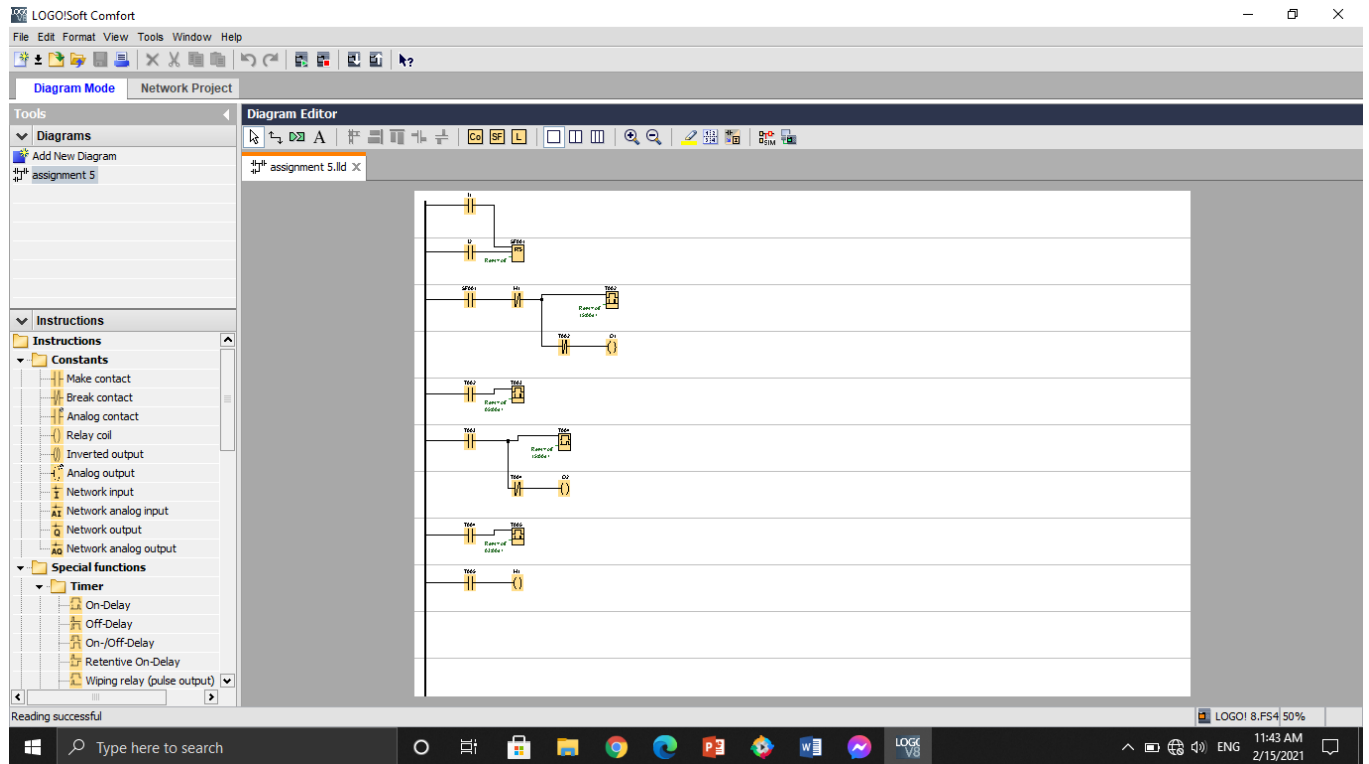 LOGO!Soft Comfort
File Edit Format View Tools Window Help
Diagram Mode
Network Project
Tools
Diagram Editor
Diagrams
Add New Diagram
assignment 5
A
Co SF L
SIM
assignment 5.lld
Instructions
Instructions
Constants
Make contact
Break contact
Analog contact
Relay coil
Inverted output
Analog output
Network input
Network analog input
Network output
Network analog output
Special functions
Timer
On-Delay
Off-Delay
On-/Off-Delay
Retentive On-Delay
Wiping relay (pulse output)
Reading successful
LOGO! 8.FS4 50%
Type here to search
ENG
11:43 AM
2/15/2021